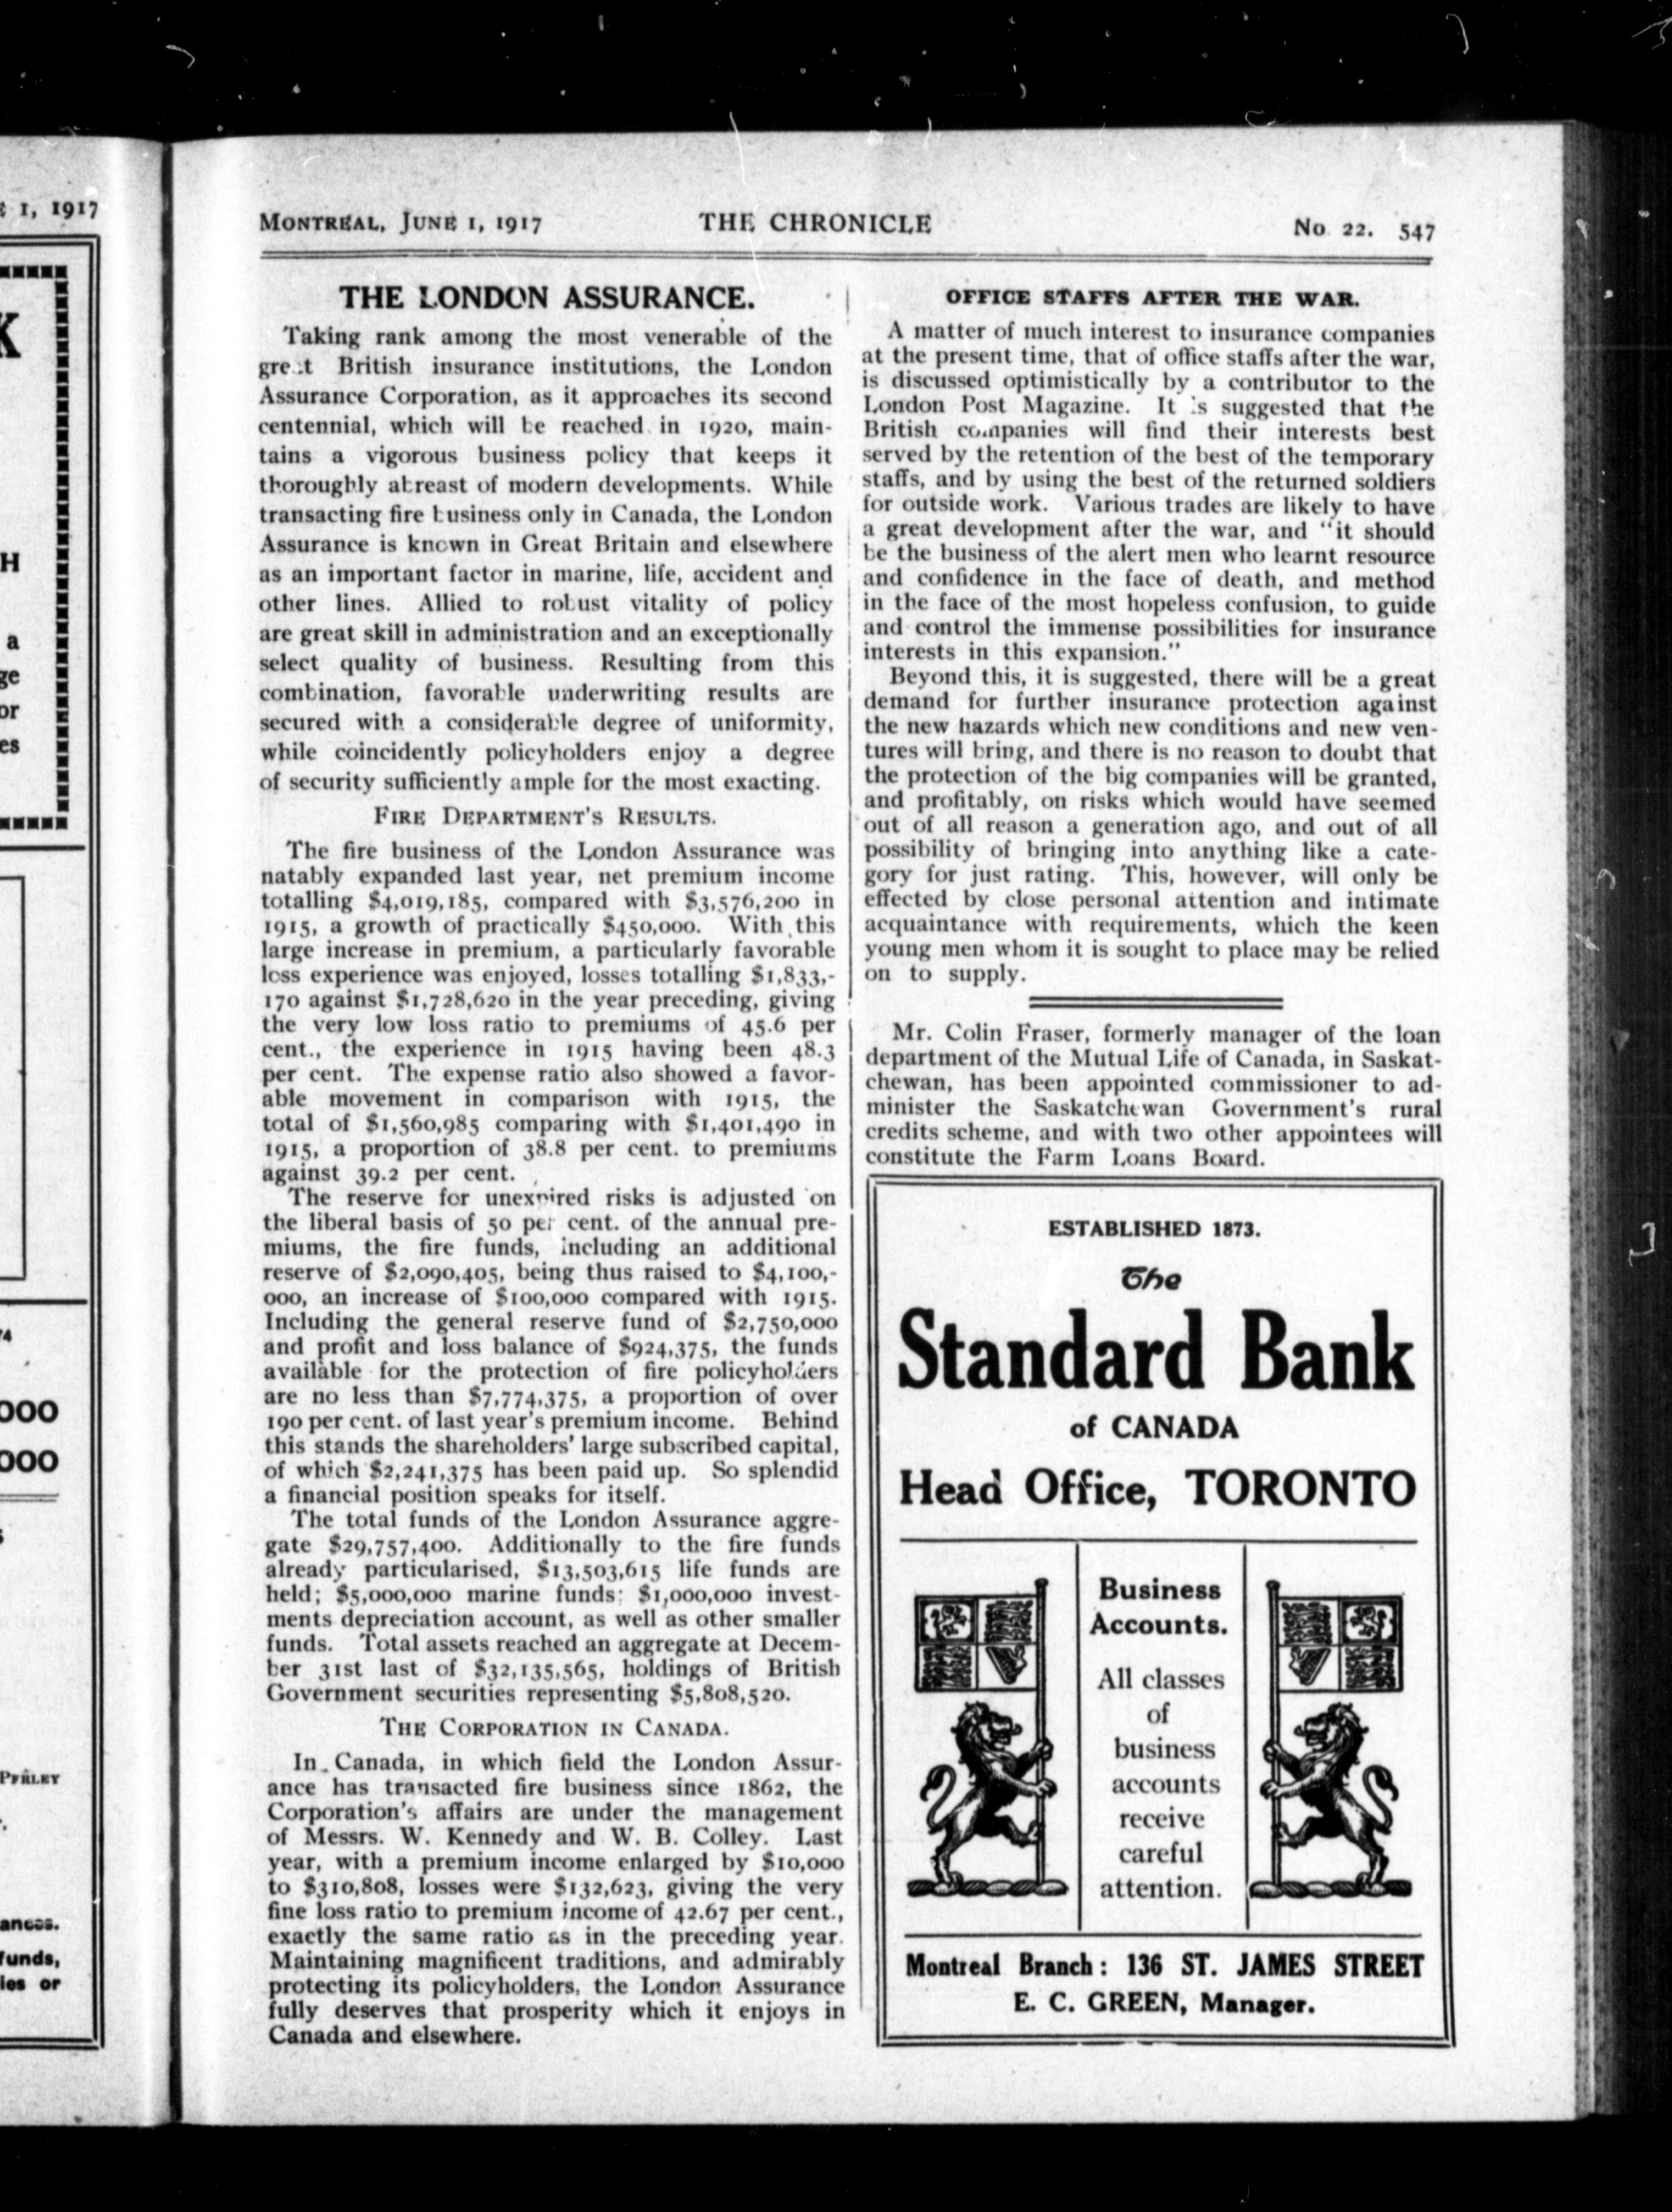 E 1, 1917
K
H
a
ge
or
es
74
000
000
PERLEY
ances.
funds,
ies or
MONTREAL, JUNE 1, 1917 THE CHRONICLE No 22. 547
THE LONDON ASSURANCE.
Taking rank among the most venerable of the
great British insurance institutions, the London
Assurance Corporation, as it approaches its second
centennial, which will be reached in 1920, main-
tains a vigorous business policy that keeps it
thoroughly abreast of modern developments. While
transacting fire business only in Canada, the London
Assurance is known in Great Britain and elsewhere
as an important factor in marine, life, accident and
other lines. Allied to robust vitality of policy
are great skill in administration and an exceptionally
select quality of business. Resulting from this
combination, favorable underwriting results are
secured with a considerable degree of uniformity,
while coincidently policyholders enjoy a degree
of security sufficiently ample for the most exacting.
FIRE DEPARTMENT'S RESULTS.
The fire business of the London Assurance was
natably expanded last year, net premium income
totalling $4,019,185, compared with $3,576,200 in
1915, a growth of practically $450,000. With this
large increase in premium, a particularly favorable
loss experience was enjoyed, losses totalling $1,833,-
170 against $1,728,620 in the year preceding, giving
the very low loss ratio to premiums of 45.6 per
cent., the experience in 1915 having been 48.3
per cent. The expense ratio also showed a favor-
able movement in comparison with 1915, the
total of $1,560,985 comparing with $1,401,490 in
1915, a proportion of 38.8 per cent. to premiums
against 39.2 per cent.
The reserve for unexpired risks is adjusted on
the liberal basis of 50 per cent. of the annual pre-
miums, the fire funds, including an additional
reserve of $2,090,405, being thus raised to $4,100,-
000, an increase of $100,000 compared with 1915.
Including the general reserve fund of $2,750,000
and profit and loss balance of $924,375, the funds
available for the protection of fire policyholders
are no less than $7,774,375, a proportion of over
190 per cent. of last year's premium income. Behind
this stands the shareholders' large subscribed capital,
of which $2,241,375 has been paid up. So splendid
a financial position speaks for itself.
The total funds of the London Assurance aggre-
gate $29,757,400. Additionally to the fire funds
already particularised, $13,503,615 life funds are
held; $5,000,000 marine funds; $1,000,000 invest-
ments depreciation account, as well as other smaller
funds. Total assets reached an aggregate at Decem-
ber 31st last of $32,135,565, holdings of British
Government securities representing $5,808,520.
THE CORPORATION IN CANADA.
In Canada, in which field the London Assur-
ance has transacted fire business since 1862, the
Corporation's affairs are under the management
of Messrs. W. Kennedy and W. B. Colley. Last
year, with a premium income enlarged by $10,000
to $310,808, losses were $132,623, giving the very
fine loss ratio to premium income of 42.67 per cent.,
exactly the same ratio as in the preceding year.
Maintaining magnificent traditions, and admirably
protecting its policyholders, the London Assurance
fully deserves that prosperity which it enjoys in
Canada and elsewhere.
OFFICE STAFFS AFTER THE WAR.
A matter of much interest to insurance companies
at the present time, that of office staffs after the war,
is discussed optimistically by a contributor to the
London Post Magazine. It is suggested that the
British companies will find their interests best
served by the retention of the best of the temporary
staffs, and by using the best of the returned soldiers
for outside work. Various trades are likely to have
a great development after the war, and "it should
be the business of the alert men who learnt resource
and confidence in the face of death, and method
in the face of the most hopeless confusion, to guide
and control the immense possibilities for insurance
interests in this expansion."
Beyond this, it is suggested, there will be a great
demand for further insurance protection against
the new hazards which new conditions and new ven-
tures will bring, and there is no reason to doubt that
the protection of the big companies will be granted,
and profitably, on risks which would have seemed
out of all reason a generation ago, and out of all
possibility of bringing into anything like a cate-
gory for just rating. This, however, will only be
effected by close personal attention and intimate
acquaintance with requirements, which the keen
young men whom it is sought to place may be relied
on to supply.
Mr. Colin Fraser, formerly manager of the loan
department of the Mutual Life of Canada, in Saskat-
chewan, has been appointed commissioner to ad-
minister the Saskatchewan Government's rural
credits scheme, and with two other appointees will
constitute the Farm Loans Board.
ESTABLISHED 1873.
The
Standard Bank
of CANADA
Head Office, TORONTO
Business
Accounts.
All classes
of
business
accounts
receive
careful
attention.
Montreal Branch: 136 ST. JAMES STREET
E. C. GREEN, Manager.